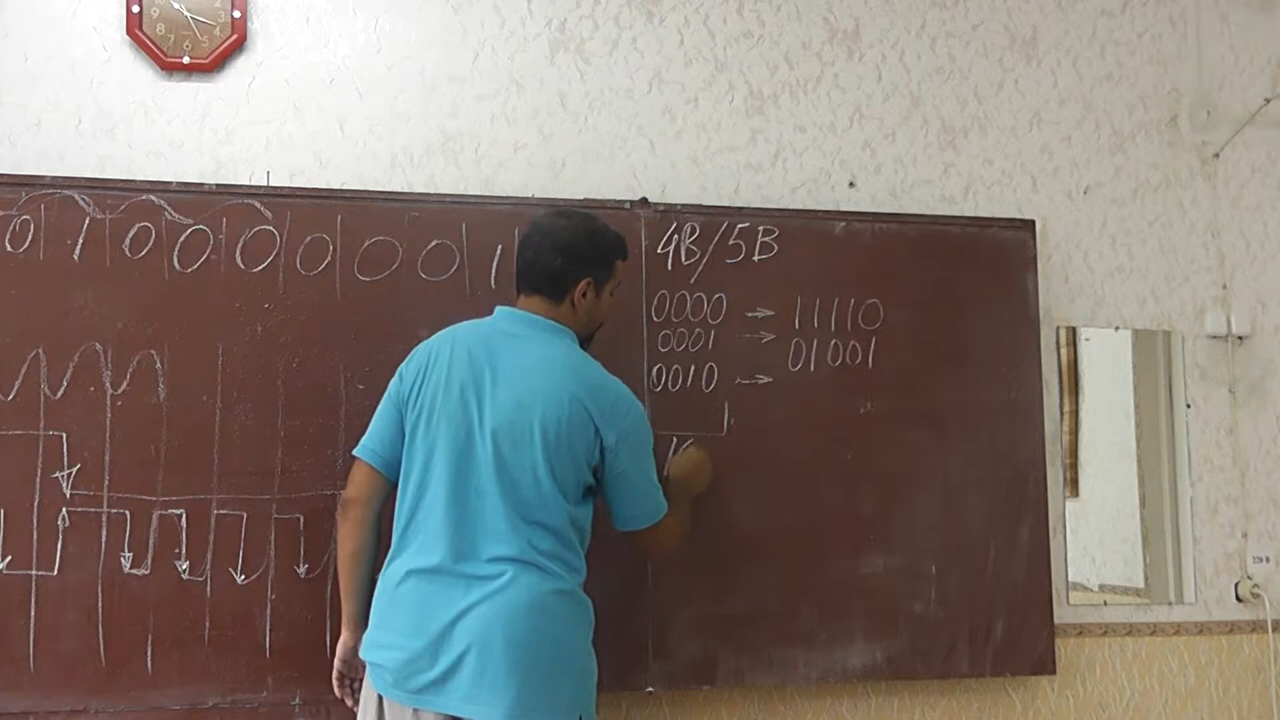 0 1 0 0 0 0 0 0 1
4B/5B
0000 → 11110
0001 → 01001
0010 →